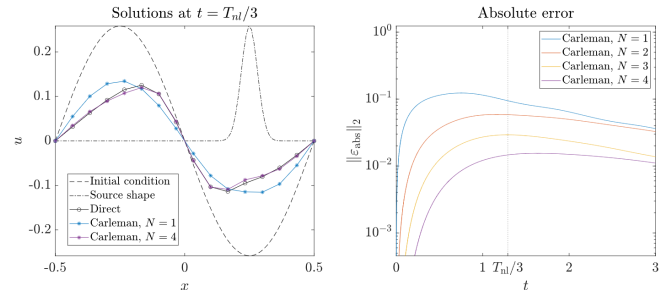 Solutions at t = T_nl/3
0.2
0.1
0
-0.1
-0.2
u
Initial condition
Source shape
Direct
Carleman, N = 1
Carleman, N = 4
-0.5
0
0.5
x
Absolute error
Carleman, N = 1
Carleman, N = 2
Carleman, N = 3
Carleman, N = 4
10^0
10^-1
10^-2
10^-3
‖ε_abs‖_2
0
1
T_nl/3
2
3
t